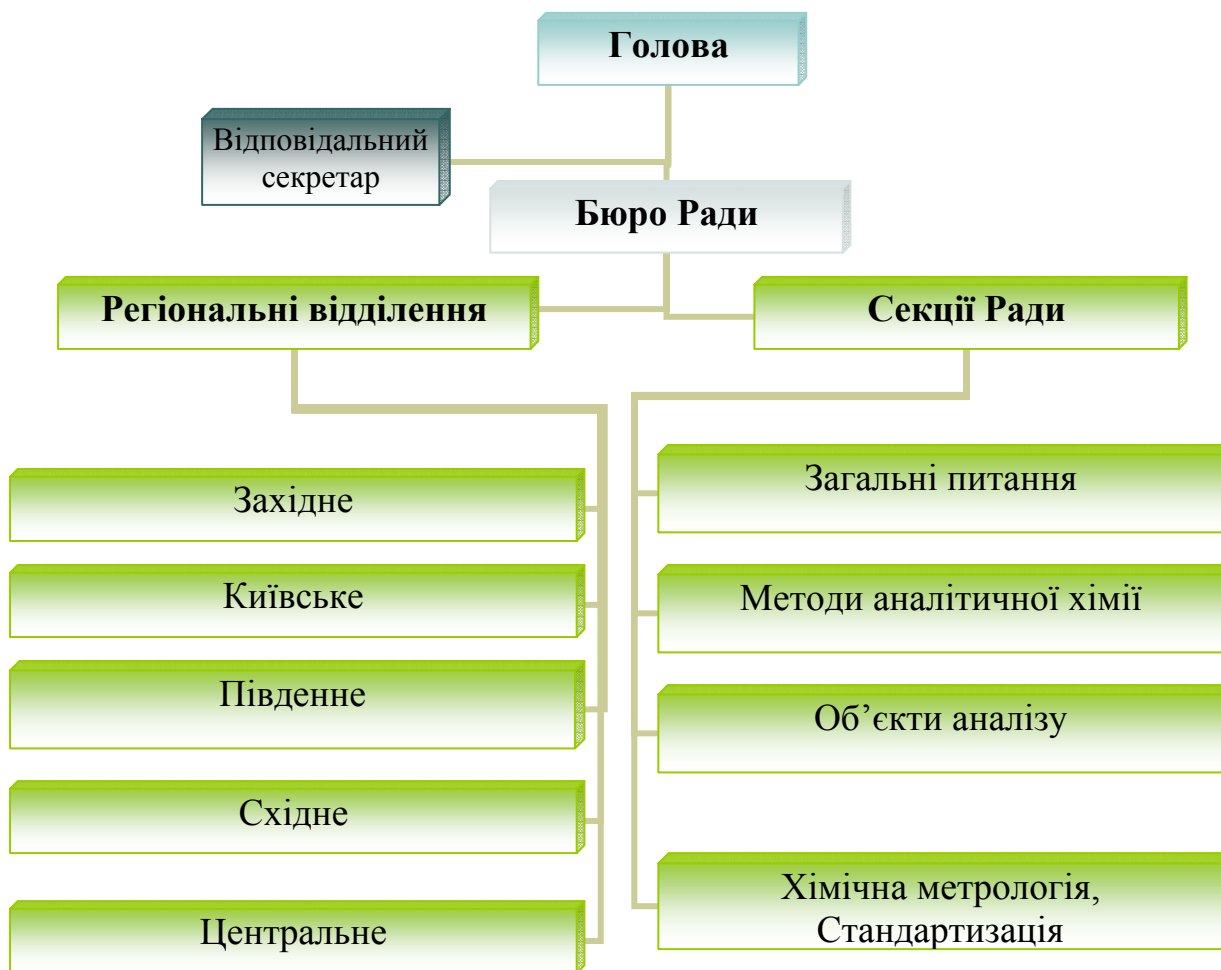 Голова
Відповідальний
секретар
Бюро Ради
Регіональні відділення
Секції Ради
Західне
Київське
Південне
Східне
Центральне
Загальні питання
Методи аналітичної хімії
Об’єкти аналізу
Хімічна метрологія,
Стандартизація